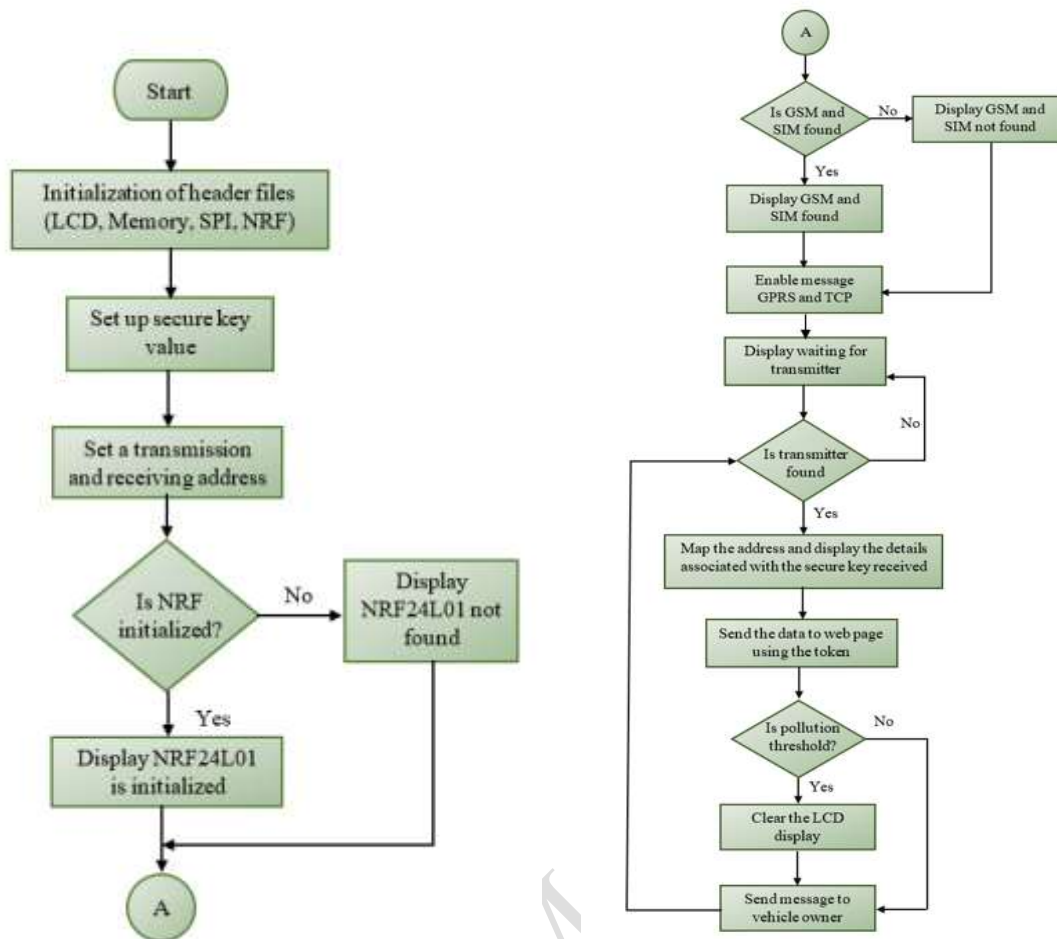 Start
Initialization of header files
(LCD, Memory, SPI, NRF)
Set up secure key
value
Set a transmission
and receiving address
Is NRF
initialized?
No
Display
NRF24L01 not
found
Yes
Display NRF24L01
is initialized
A
A
Is GSM and
SIM found
No
Display GSM and
SIM not found
Yes
Display GSM and
SIM found
Enable message
GPRS and TCP
Display waiting for
transmitter
No
Is transmitter
found
Yes
Map the address and display the details
associated with the secure key received
Send the data to web page
using the token
Is pollution
threshold?
No
Yes
Clear the LCD
display
Send message to
vehicle owner